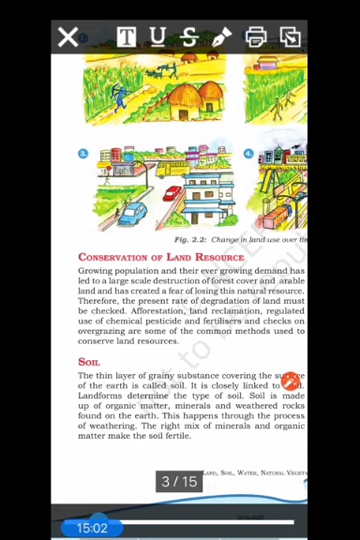 T U S
3.
4.
Fig. 2.2: Change in land use over
CONSERVATION OF LAND RESOURCE
Growing population and their ever growing demand has
led to a large scale destruction of forest cover and arable
land and has created a fear of losing this natural resource.
Therefore, the present rate of degradation of land must
be checked. Afforestation, land reclamation, regulated
use of chemical pesticide and fertilisers and checks on
overgrazing are some of the common methods used to
conserve land resources.
SOIL
The thin layer of grainy substance covering the surface
of the earth is called soil. It is closely linked to land.
Landforms determine the type of soil. Soil is made
up of organic matter, minerals and weathered rocks
found on the earth. This happens through the process
of weathering. The right mix of minerals and organic
matter make the soil fertile.
3 / 15
LAND, SOIL, WATER, NATURAL
15:02